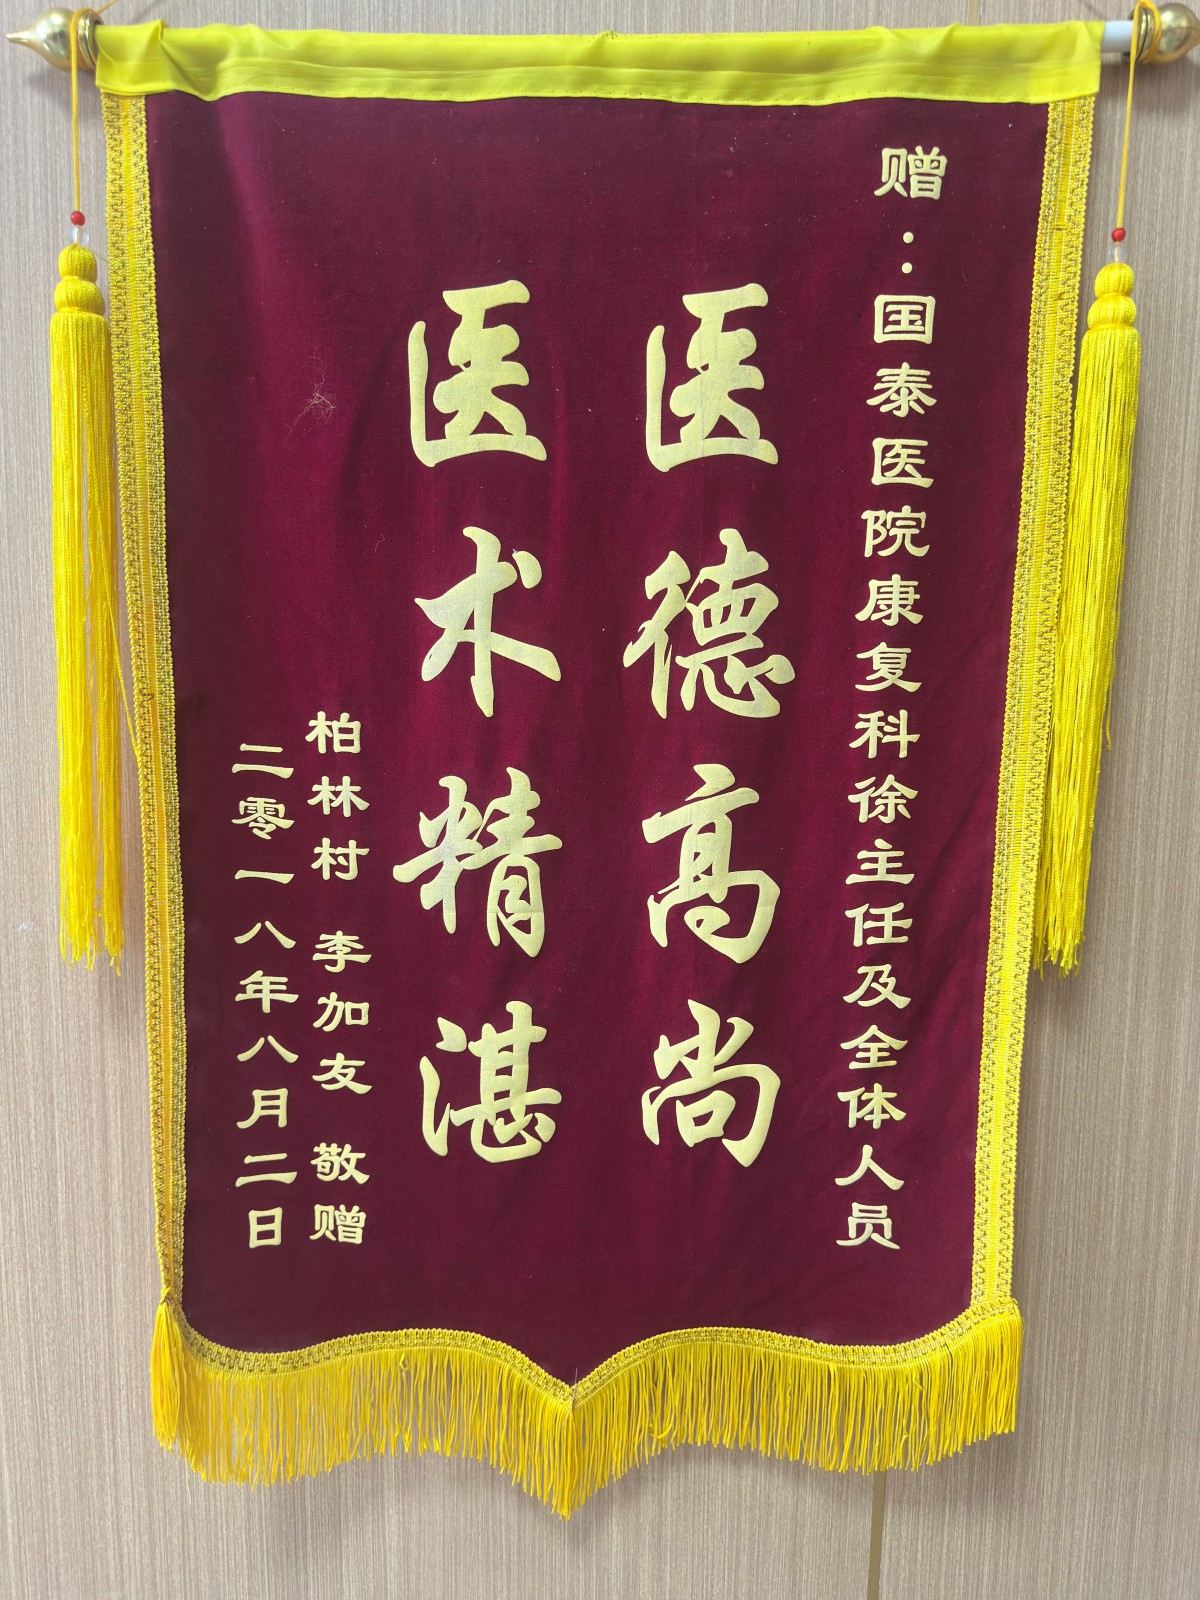 赠：国泰医院康复科徐主任及全体人员
医德高尚
医术精湛
柏林村 李加友 敬赠
二零一八年八月二日